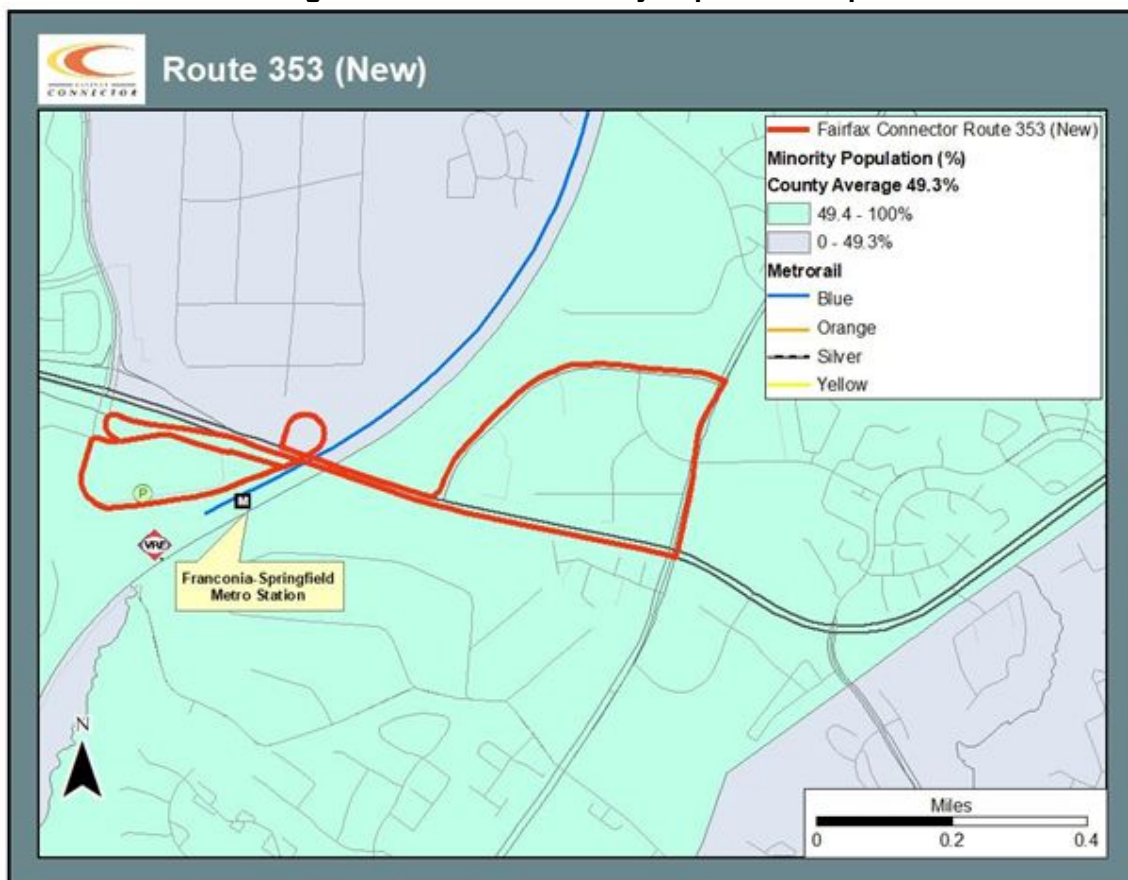 Route 353 (New)
CONNECTOR
Fairfax Connector Route 353 (New)
Minority Population (%)
County Average 49.3%
49.4 - 100%
0 - 49.3%
Metrorail
Blue
Orange
Silver
Yellow
P
M
VRE
Franconia-Springfield
Metro Station
N
Miles
0 0.2 0.4